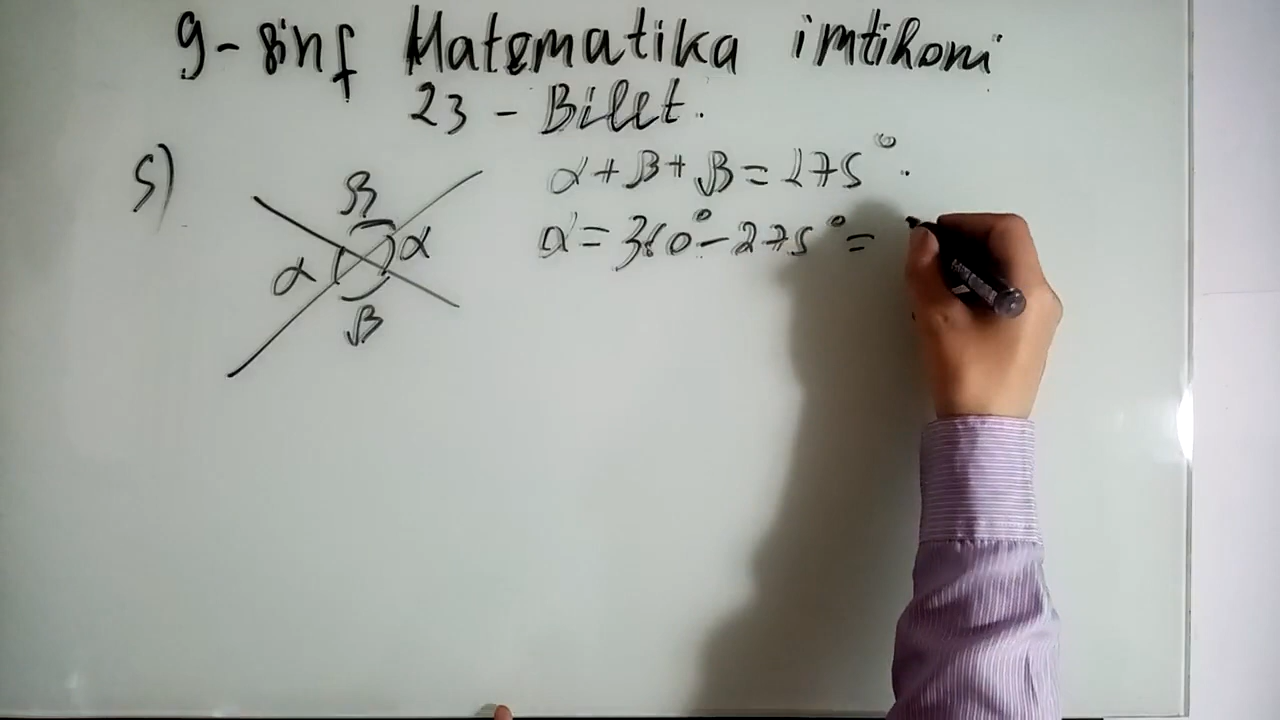 9-sinf Matematika imtihoni
23 - Bilet.
5)
β
α α
β
α + β + β = 275°.
α = 360° - 275° =